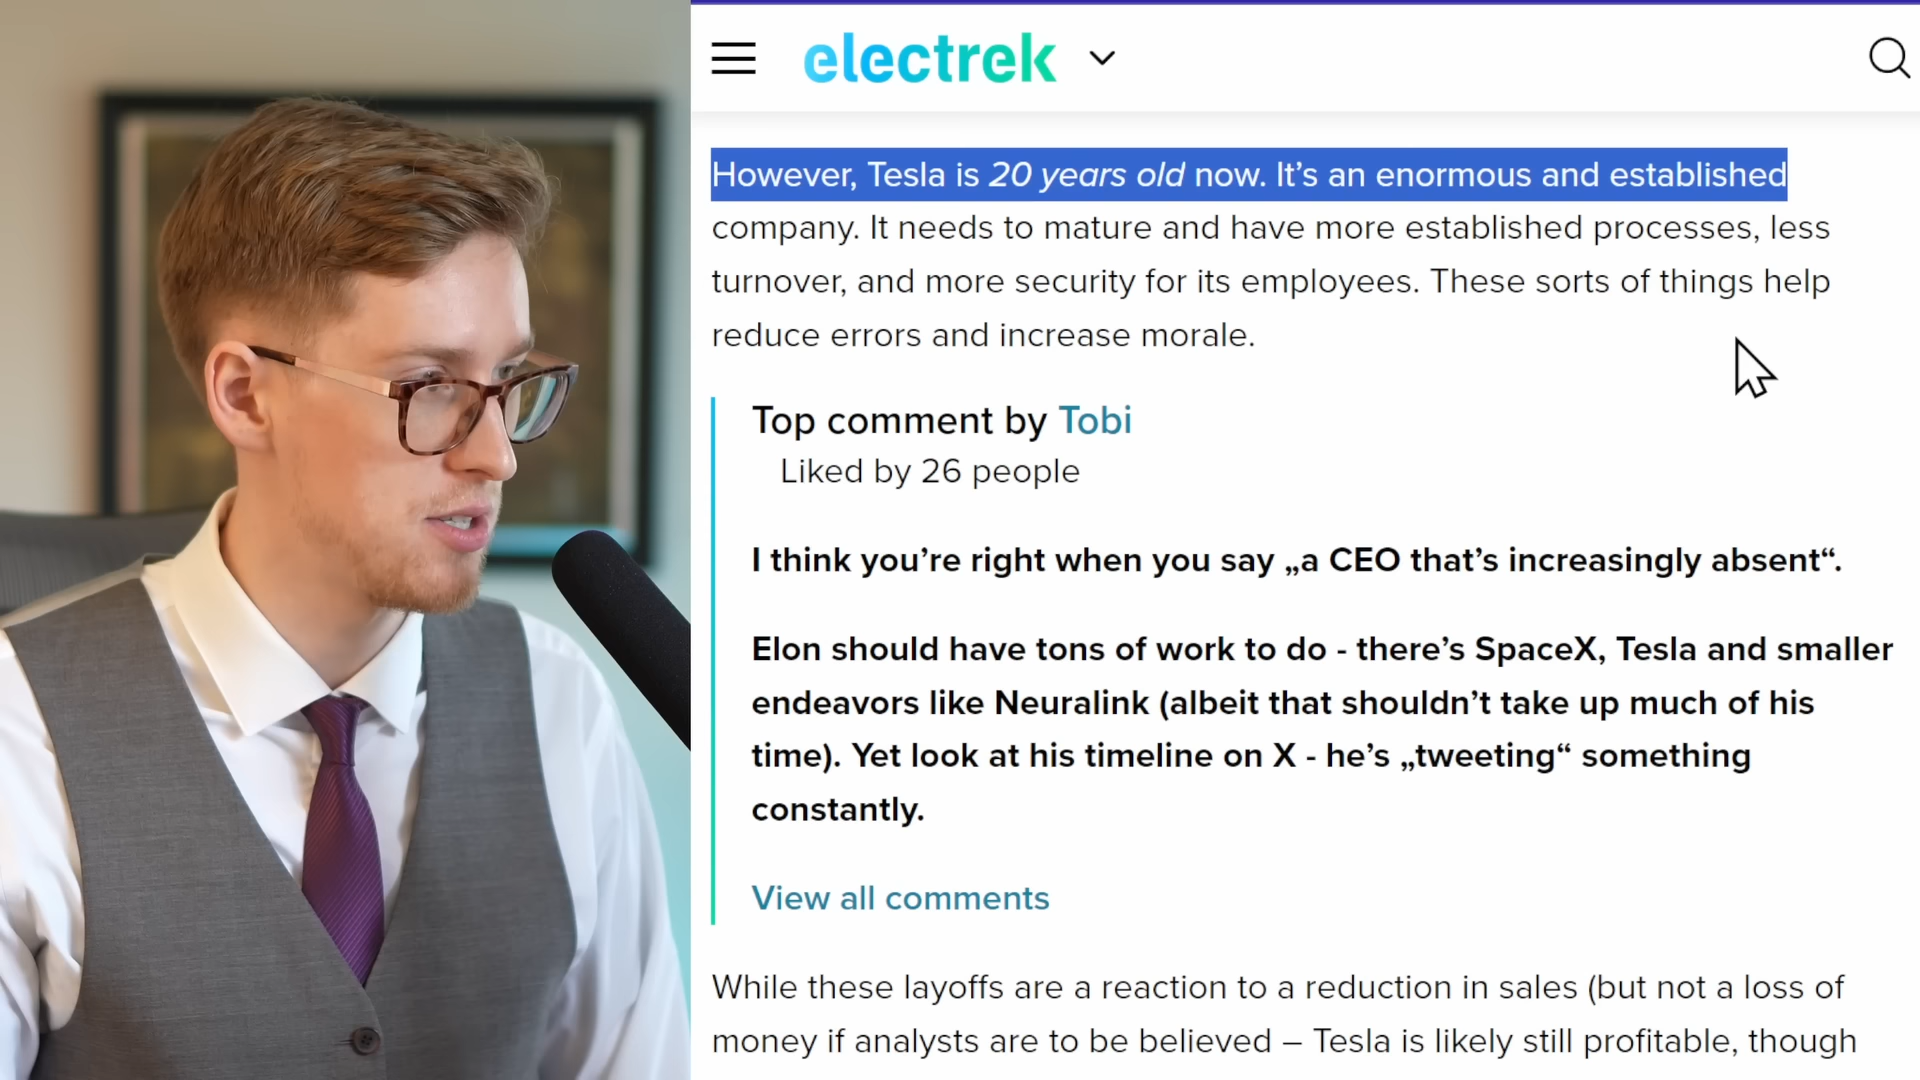 electrek
However, Tesla is 20 years old now. It’s an enormous and established
company. It needs to mature and have more established processes, less
turnover, and more security for its employees. These sorts of things help
reduce errors and increase morale.
Top comment by Tobi
Liked by 26 people
I think you’re right when you say „a CEO that’s increasingly absent“.
Elon should have tons of work to do - there’s SpaceX, Tesla and smaller
endeavors like Neuralink (albeit that shouldn’t take up much of his
time). Yet look at his timeline on X - he’s „tweeting“ something
constantly.
View all comments
While these layoffs are a reaction to a reduction in sales (but not a loss of
money if analysts are to be believed – Tesla is likely still profitable, though